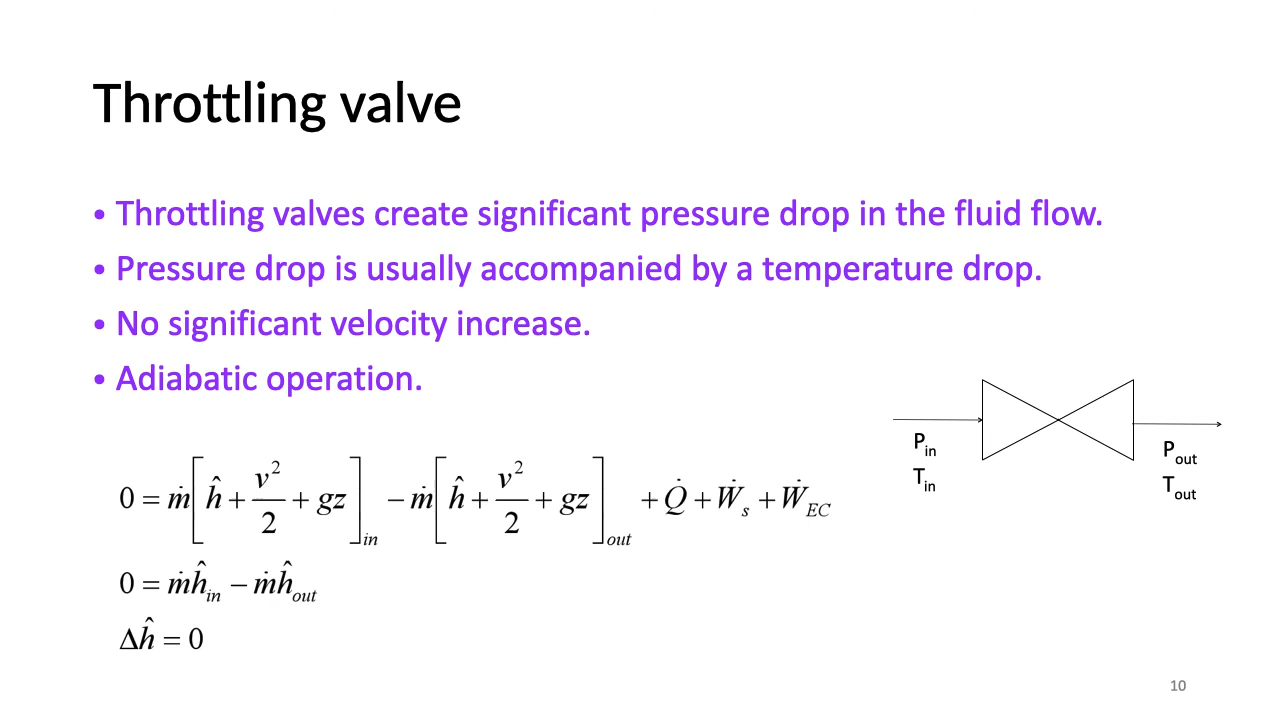 Throttling valve
• Throttling valves create significant pressure drop in the fluid flow.
• Pressure drop is usually accompanied by a temperature drop.
• No significant velocity increase.
• Adiabatic operation.
P_in
T_in
P_out
T_out
0 = ṁ[ĥ + v²/2 + gz]_in − ṁ[ĥ + v²/2 + gz]_out + Q̇ + Ẇ_s + Ẇ_EC
0 = ṁĥ_in − ṁĥ_out
Δĥ = 0
10